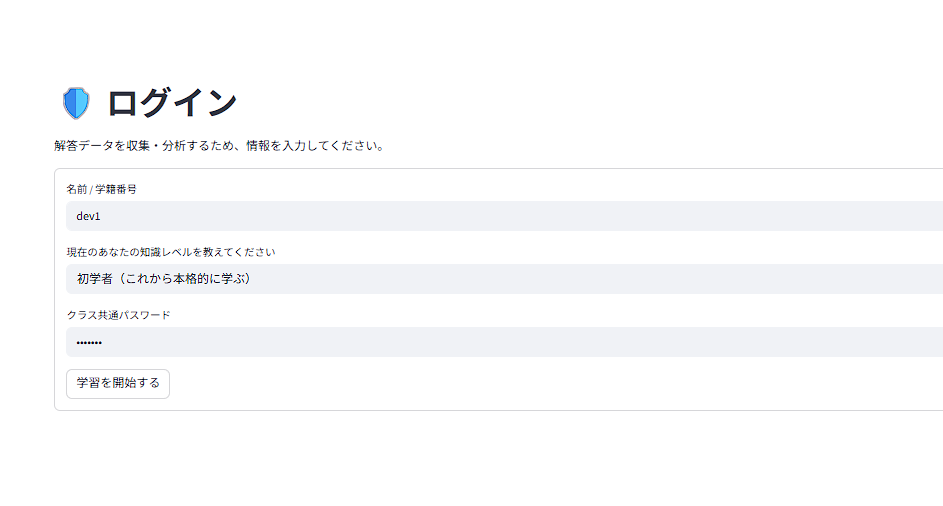 ログイン
解答データを収集・分析するため、情報を入力してください。
名前 / 学籍番号
dev1
現在のあなたの知識レベルを教えてください
初学者（これから本格的に学ぶ）
クラス共通パスワード
•••••••
学習を開始する